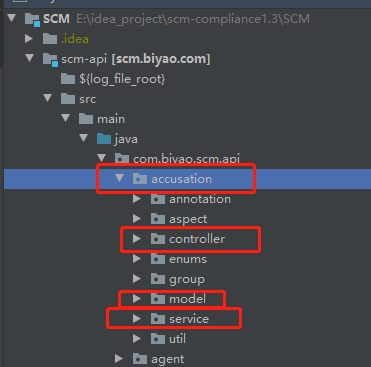 SCM E:\idea_project\scm-compliance1.3\SCM
.idea
scm-api [scm.biyao.com]
${log_file_root}
src
main
java
com.biyao.scm.api
accusation
annotation
aspect
controller
enums
group
model
service
util
agent